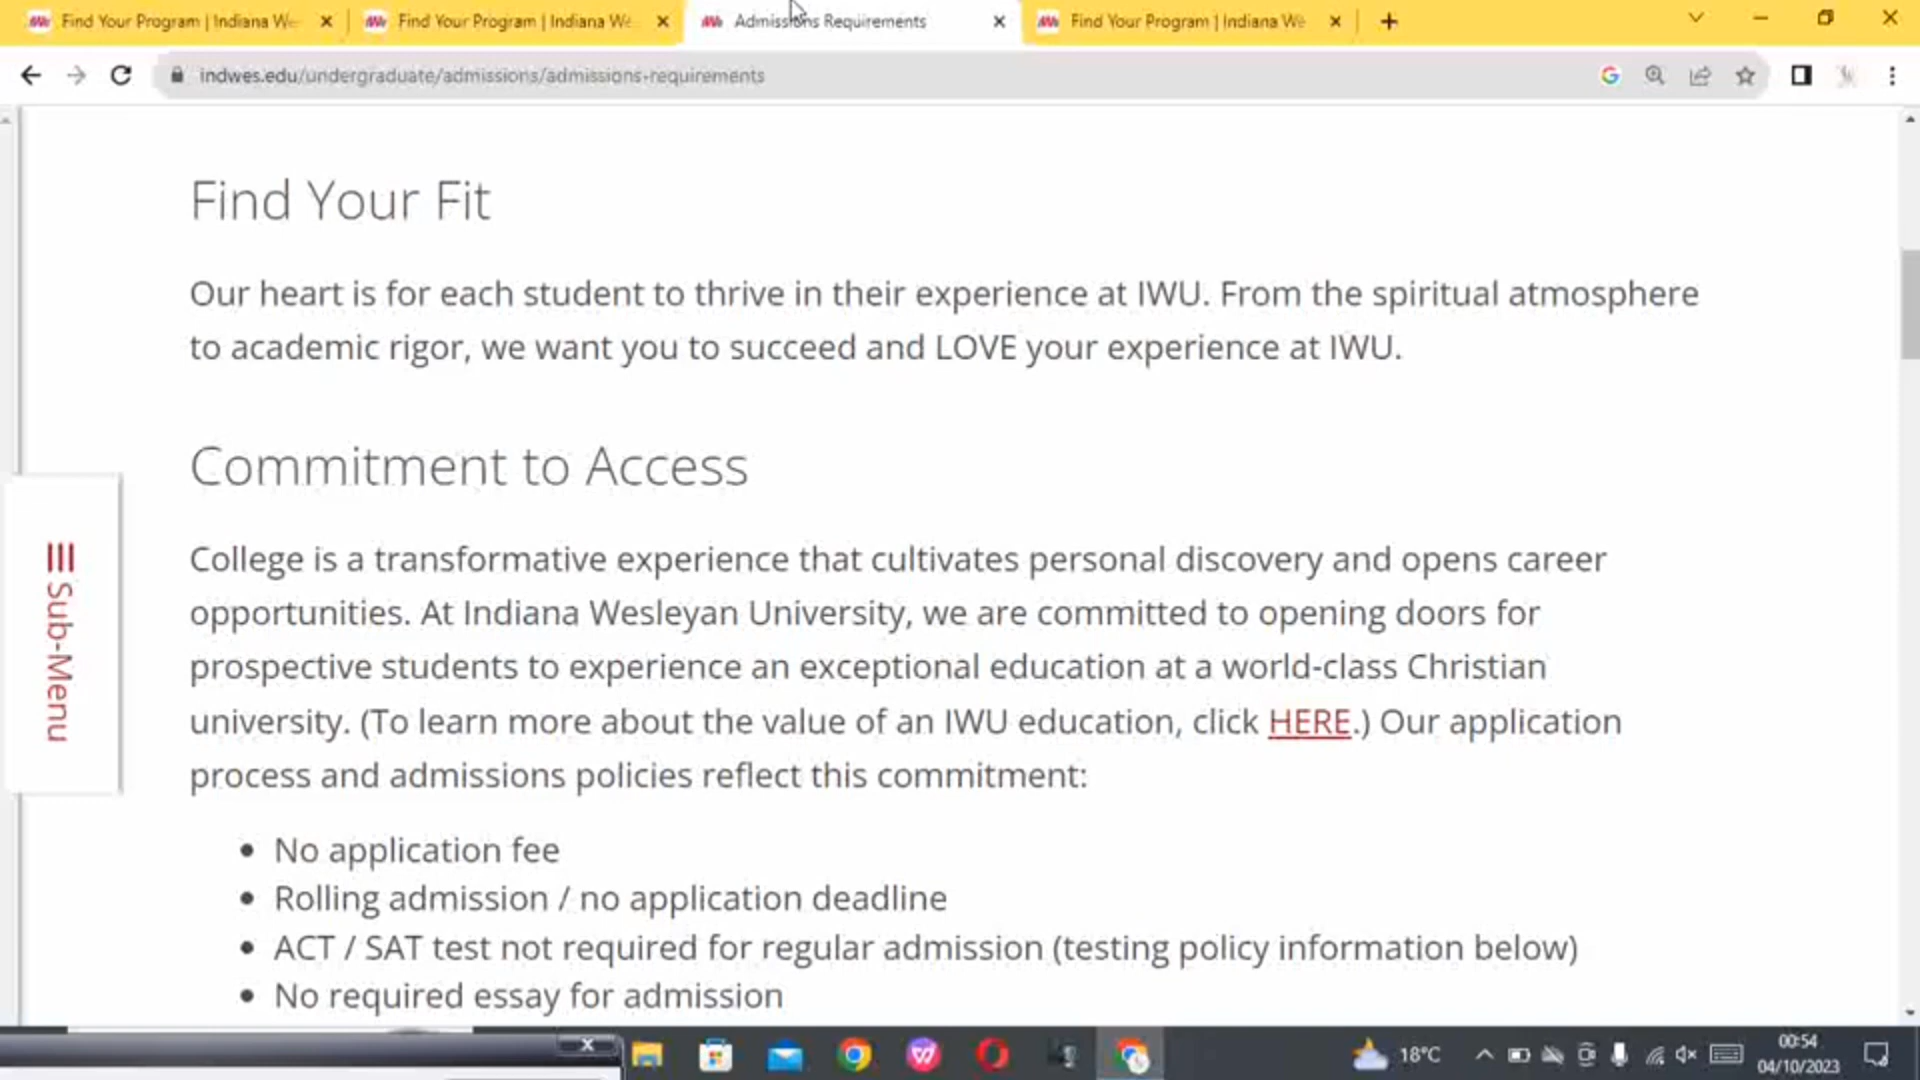 Find Your Program | Indiana We
Find Your Program | Indiana We
Admissions Requirements
Find Your Program | Indiana We
indwes.edu/undergraduate/admissions/admissions-requirements
Find Your Fit
Our heart is for each student to thrive in their experience at IWU. From the spiritual atmosphere
to academic rigor, we want you to succeed and LOVE your experience at IWU.
Commitment to Access
College is a transformative experience that cultivates personal discovery and opens career
opportunities. At Indiana Wesleyan University, we are committed to opening doors for
prospective students to experience an exceptional education at a world-class Christian
university. (To learn more about the value of an IWU education, click HERE.) Our application
process and admissions policies reflect this commitment:
Sub-Menu
• No application fee
• Rolling admission / no application deadline
• ACT / SAT test not required for regular admission (testing policy information below)
• No required essay for admission
18°C
00:54
04/10/2023